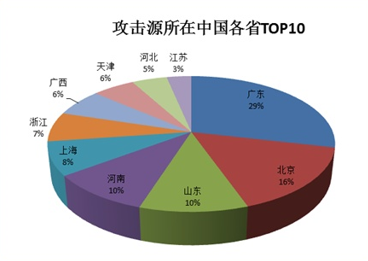 攻击源所在中国各省TOP10
广东
29%
北京
16%
山东
10%
河南
10%
上海
8%
浙江
7%
广西
6%
天津
6%
河北
5%
江苏
3%